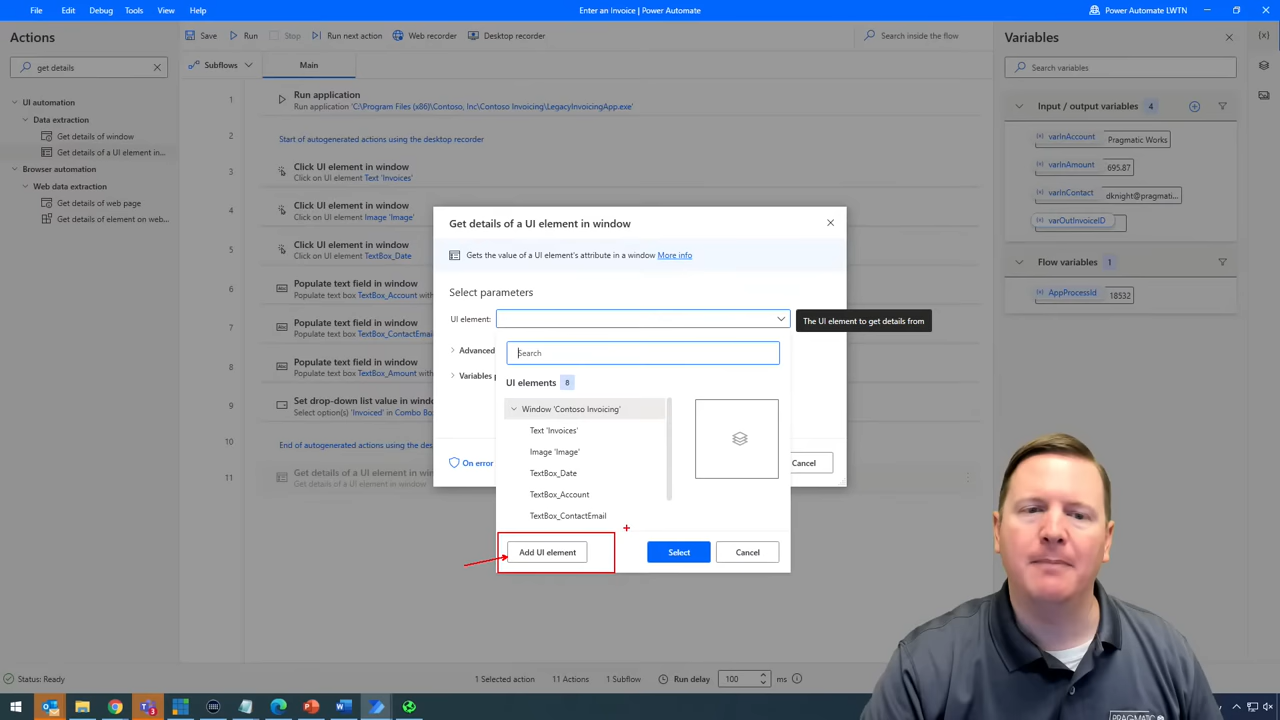 File Edit Debug Tools View Help
Enter an Invoice | Power Automate
Power Automate LWTN
Actions
get details
UI automation
Data extraction
Get details of window
Get details of a UI element in...
Browser automation
Web data extraction
Get details of web page
Get details of element on web...
Save Run Stop Run next action Web recorder Desktop recorder
Search inside the flow
Subflows Main
1 Run application
Run application 'C:\Program Files (x86)\Contoso, Inc\Contoso Invoicing\LegacyInvoicingApp.exe'
2 Start of autogenerated actions using the desktop recorder
3 Click UI element in window
Click on UI element Text 'Invoices'
4 Click UI element in window
Click on UI element Image 'Image'
5 Click UI element in window
Click on UI element TextBox_Date
6 Populate text field in window
Populate text box TextBox_Account with
7 Populate text field in window
Populate text box TextBox_ContactEmail
8 Populate text field in window
Populate text box TextBox_Amount with
9 Set drop-down list value in window
Select option(s) 'Invoiced' in Combo Bo
10 End of autogenerated actions using the des
11 Get details of a UI element in window
Get details of a UI element in window
Get details of a UI element in window
Gets the value of a UI element's attribute in a window More info
Select parameters
UI element:
The UI element to get details from
Advanced
Variables p
On error
Cancel
Search
UI elements 8
Window 'Contoso Invoicing'
Text 'Invoices'
Image 'Image'
TextBox_Date
TextBox_Account
TextBox_ContactEmail
Add UI element Select Cancel
Variables
Search variables
Input / output variables 4
varInAccount Pragmatic Works
varInAmount 695.87
varInContact dknight@pragmati...
varOutInvoiceID
Flow variables 1
AppProcessId 18532
Status: Ready
1 Selected action 11 Actions 1 Subflow Run delay 100 ms
PRAGMATIC